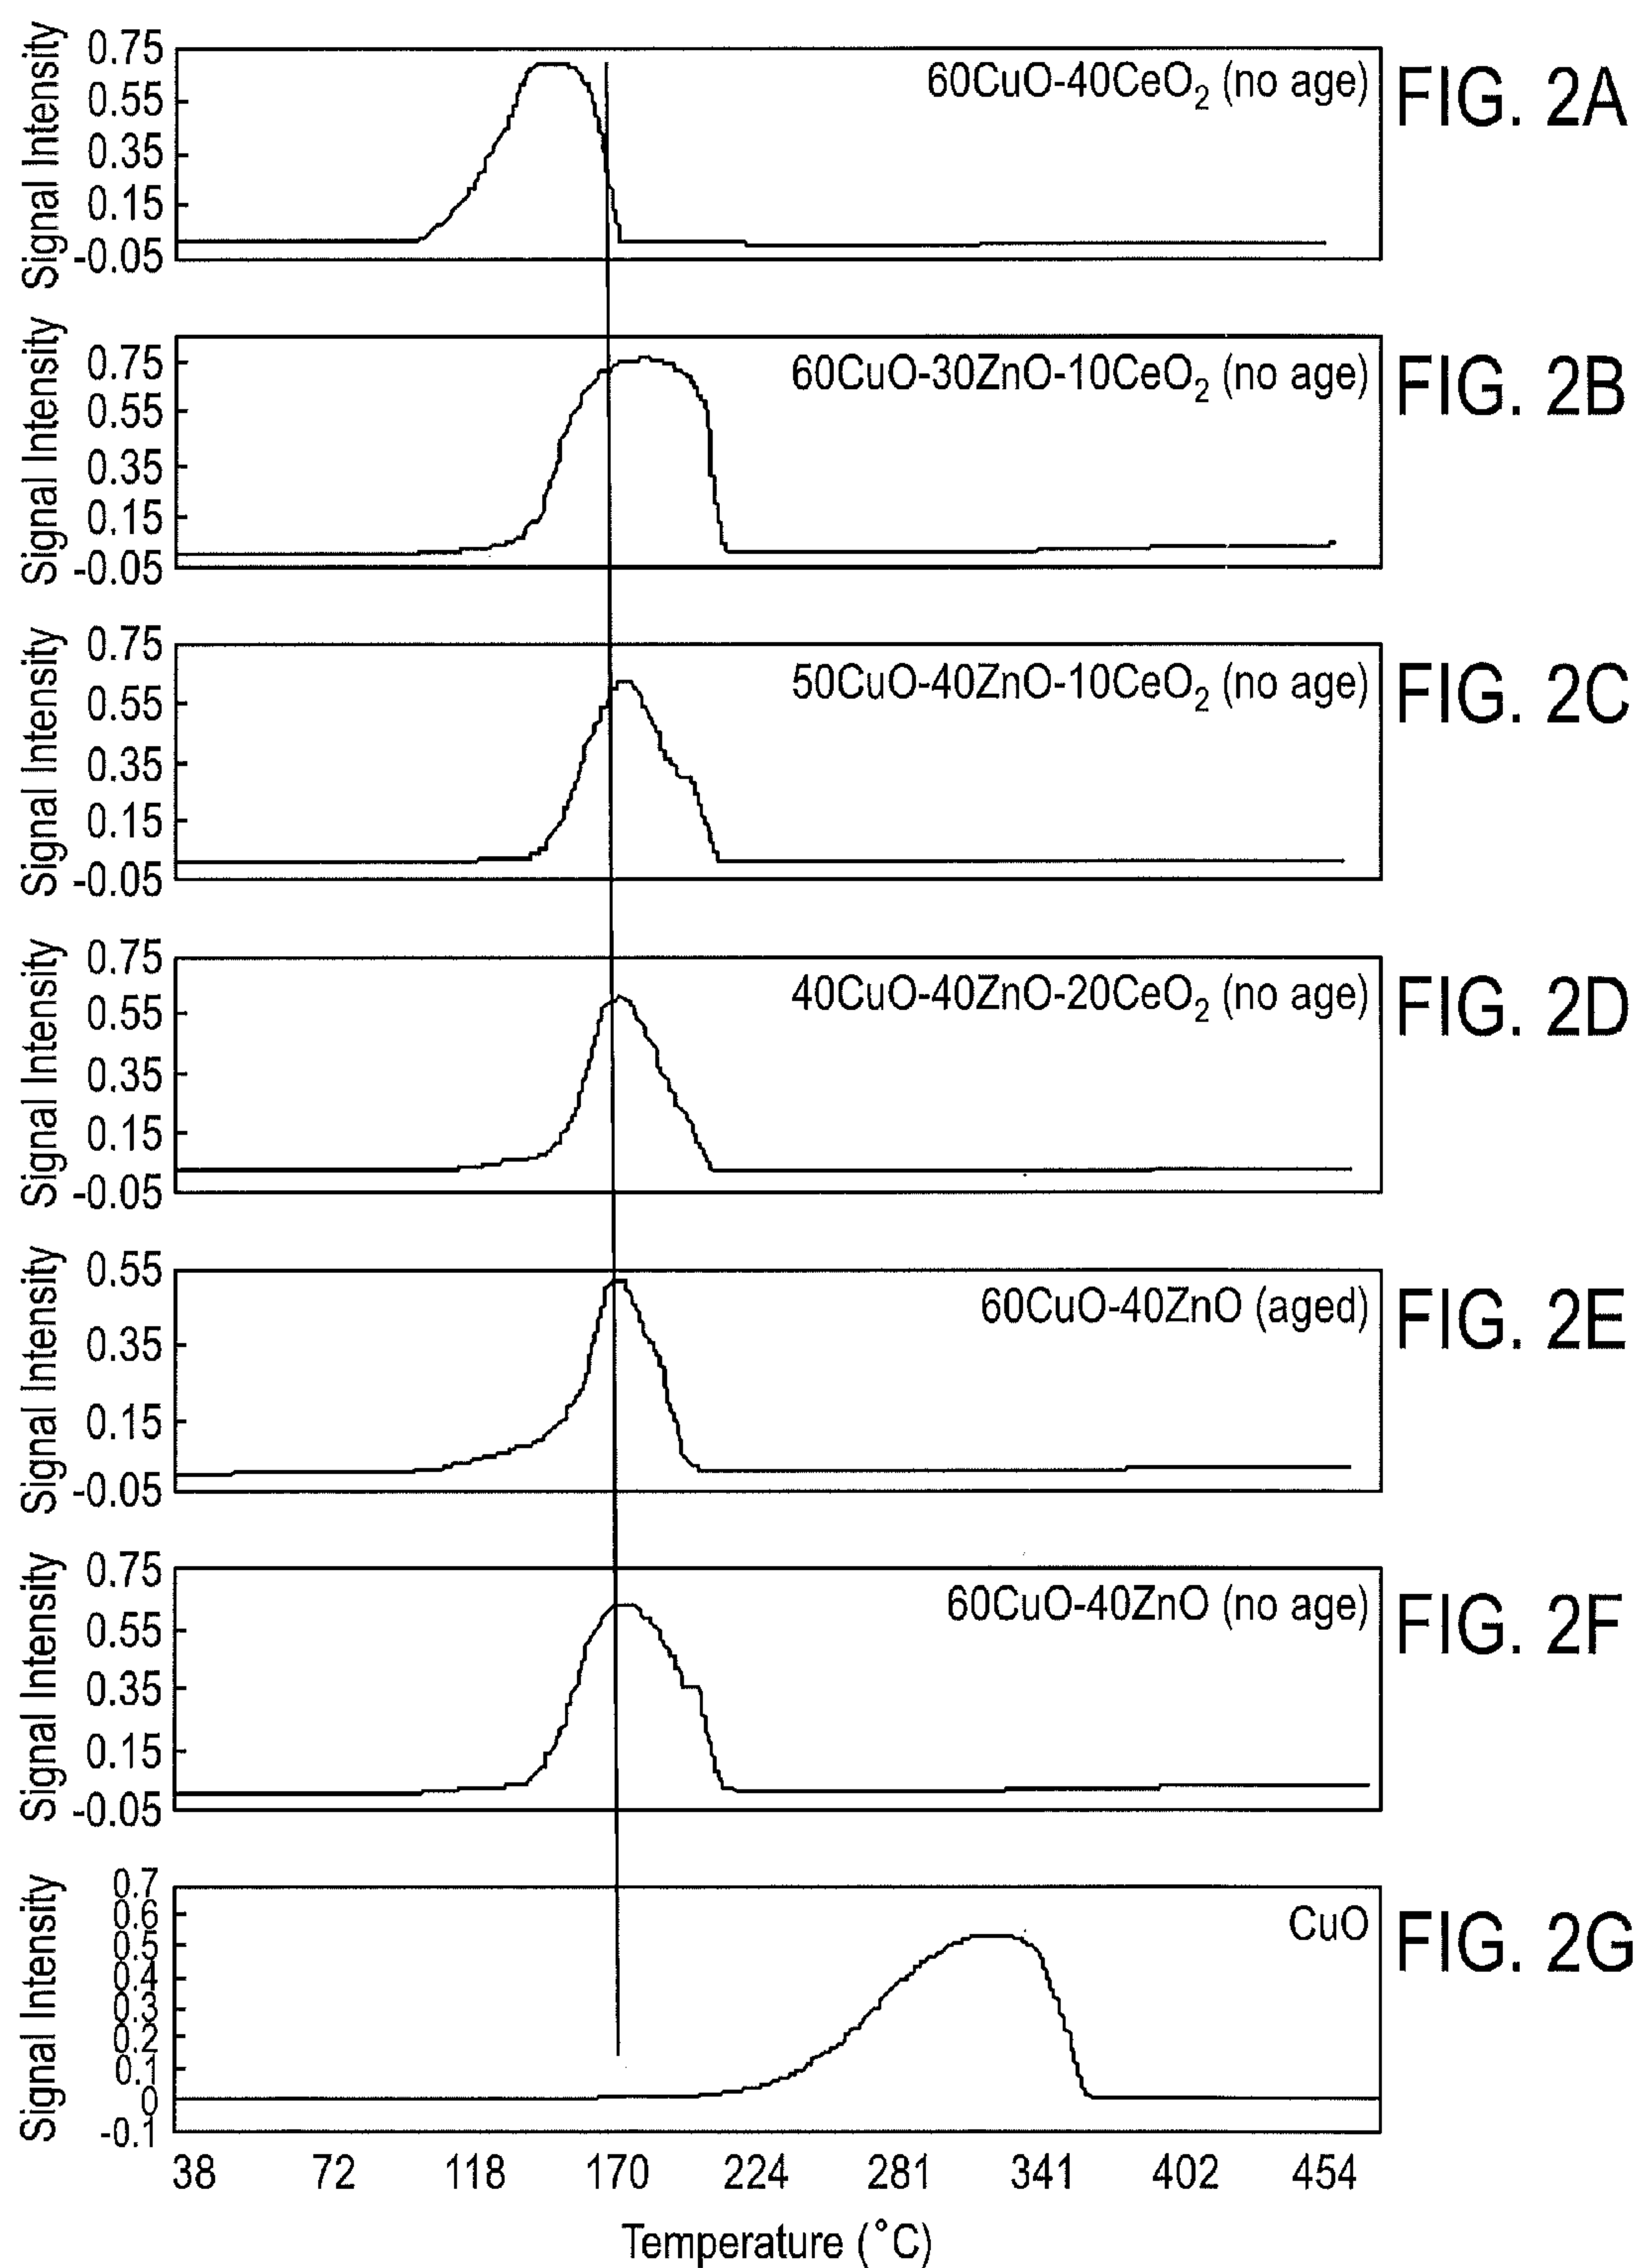 Signal Intensity
0.75
0.55
0.35
0.15
-0.05
60CuO-40CeO₂ (no age)
FIG. 2A
Signal Intensity
0.75
0.55
0.35
0.15
-0.05
60CuO-30ZnO-10CeO₂ (no age)
FIG. 2B
Signal Intensity
0.75
0.55
0.35
0.15
-0.05
50CuO-40ZnO-10CeO₂ (no age)
FIG. 2C
Signal Intensity
0.75
0.55
0.35
0.15
-0.05
40CuO-40ZnO-20CeO₂ (no age)
FIG. 2D
Signal Intensity
0.55
0.35
0.15
-0.05
60CuO-40ZnO (aged)
FIG. 2E
Signal Intensity
0.75
0.55
0.35
0.15
-0.05
60CuO-40ZnO (no age)
FIG. 2F
Signal Intensity
0.7
0.6
0.5
0.4
0.3
0.2
0.1
0
-0.1
CuO
FIG. 2G
38 72 118 170 224 281 341 402 454
Temperature (°C)